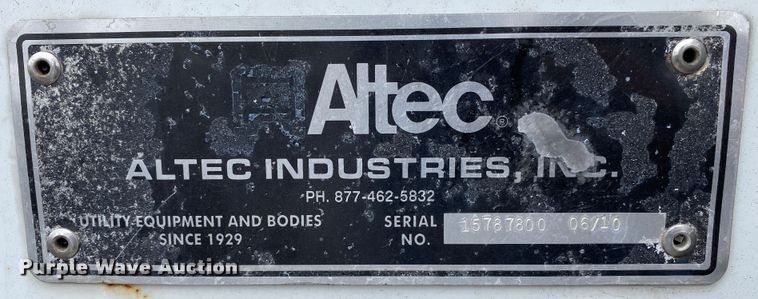 Altec®
ALTEC INDUSTRIES, INC.
PH. 877-462-5832
UTILITY EQUIPMENT AND BODIES
SINCE 1929
SERIAL NO. 15787800 06/10
Purple Wave Auction